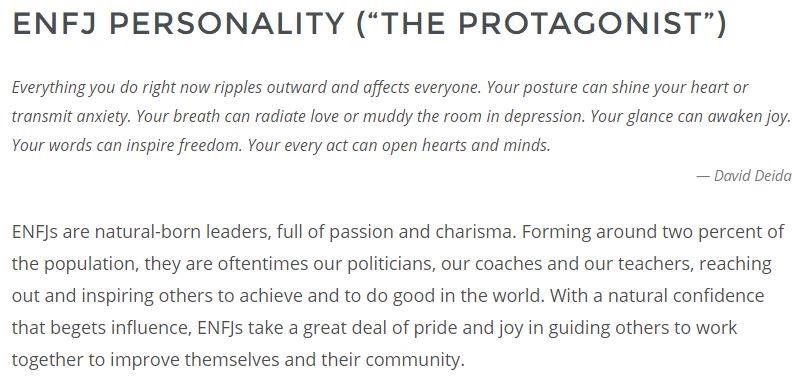 ENFJ PERSONALITY (“THE PROTAGONIST”)
Everything you do right now ripples outward and affects everyone. Your posture can shine your heart or
transmit anxiety. Your breath can radiate love or muddy the room in depression. Your glance can awaken joy.
Your words can inspire freedom. Your every act can open hearts and minds.
— David Deida
ENFJs are natural-born leaders, full of passion and charisma. Forming around two percent of
the population, they are oftentimes our politicians, our coaches and our teachers, reaching
out and inspiring others to achieve and to do good in the world. With a natural confidence
that begets influence, ENFJs take a great deal of pride and joy in guiding others to work
together to improve themselves and their community.